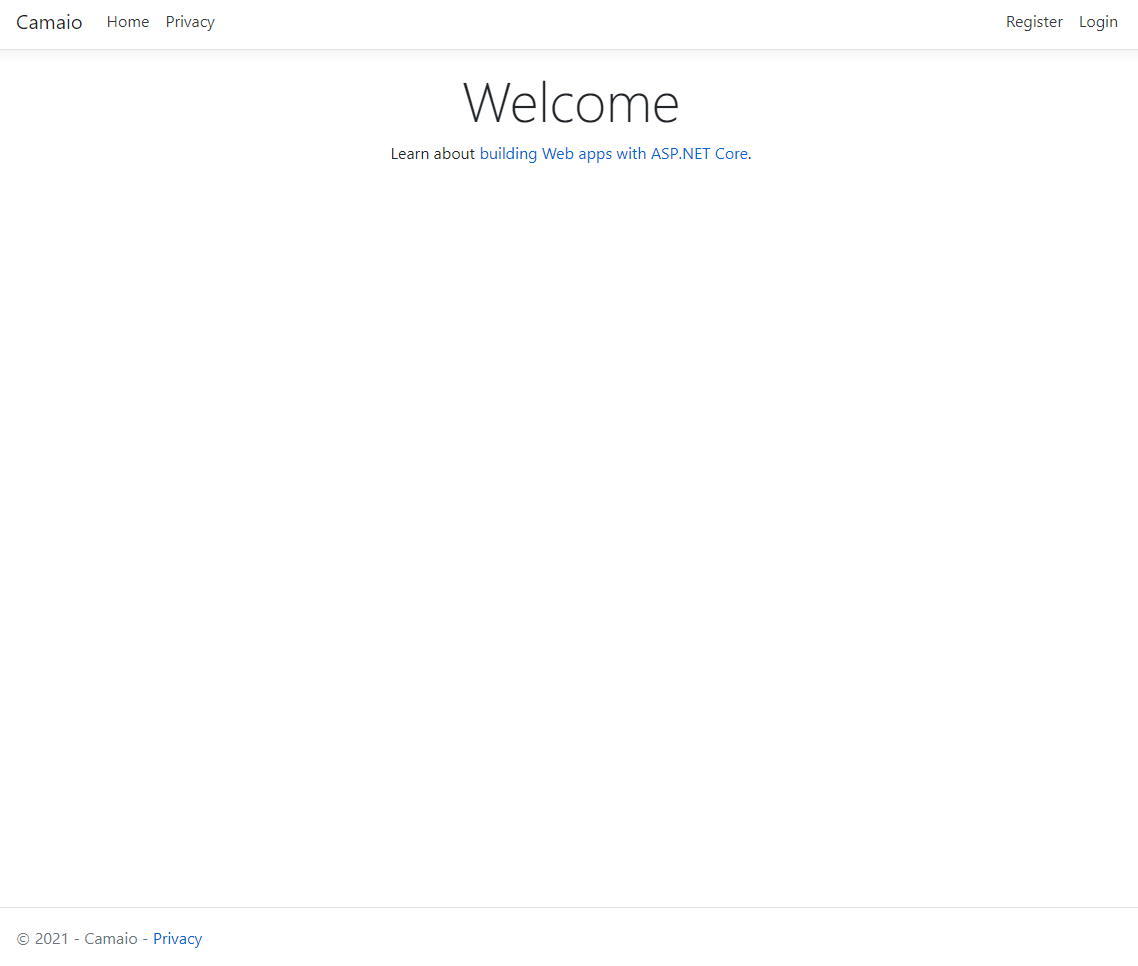 Camaio Home Privacy Register Login
Welcome
Learn about building Web apps with ASP.NET Core.
© 2021 - Camaio - Privacy